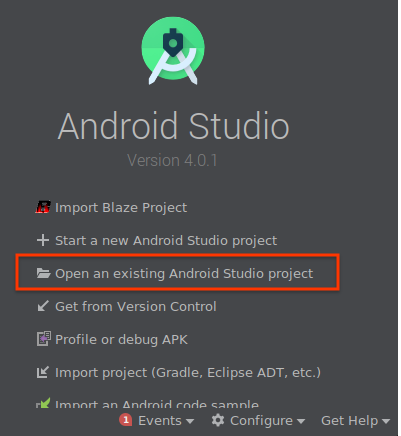 Android Studio
Version 4.0.1
Import Blaze Project
Start a new Android Studio project
Open an existing Android Studio project
Get from Version Control
Profile or debug APK
Import project (Gradle, Eclipse ADT, etc.)
Import an Android code sample
1 Events Configure Get Help